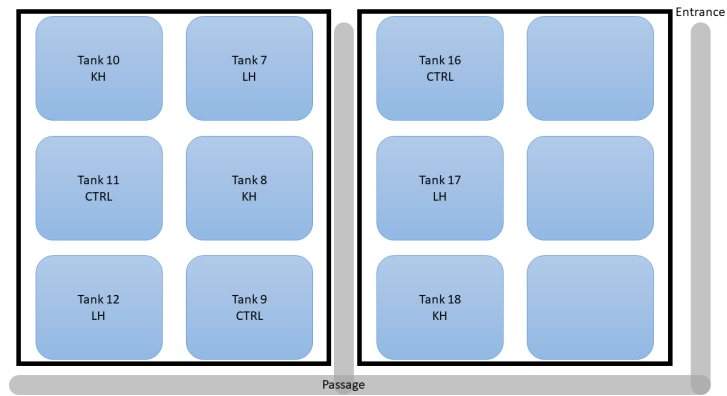 Entrance
Tank 10
KH
Tank 7
LH
Tank 16
CTRL
Tank 11
CTRL
Tank 8
KH
Tank 17
LH
Tank 12
LH
Tank 9
CTRL
Tank 18
KH
Passage